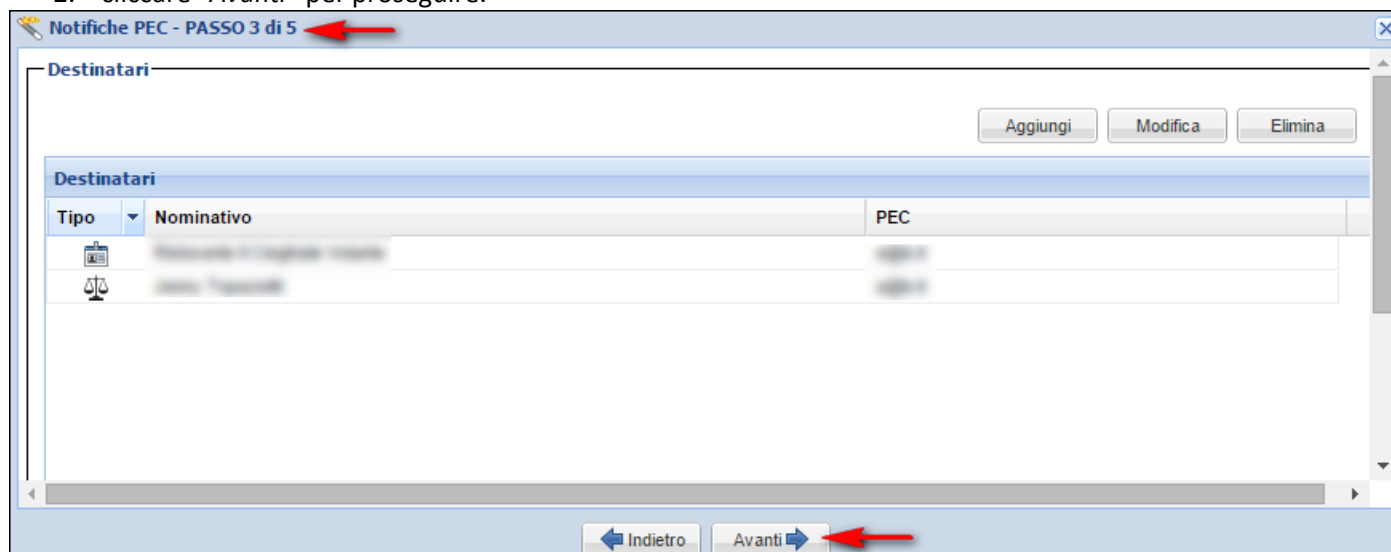 2. cliccare "Avanti" per proseguire.
Notifiche PEC - PASSO 3 di 5
Destinatari
Aggiungi Modifica Elimina
Destinatari
Tipo Nominativo PEC
Indietro Avanti